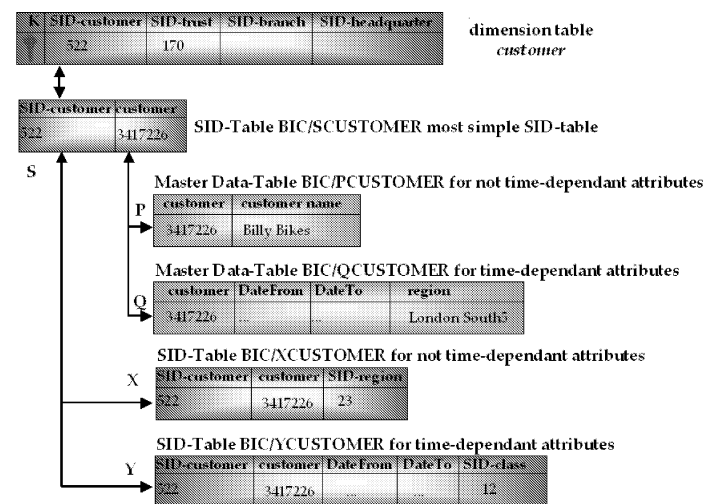 K SID-customer SID-trust SID-branch SID-headquarter
522 170
dimension table
customer
SID-customer customer
522 3417226
SID-Table BIC/SCUSTOMER most simple SID-table
S
Master Data-Table BIC/PCUSTOMER for not time-dependant attributes
P
customer customer name
3417226 Billy Bikes
Master Data-Table BIC/QCUSTOMER for time-dependant attributes
Q
customer DateFrom DateTo region
3417226 ... ... London South5
SID-Table BIC/XCUSTOMER for not time-dependant attributes
X
SID-customer customer SID-region
522 3417226 23
SID-Table BIC/YCUSTOMER for time-dependant attributes
Y
SID-customer customer DateFrom DateTo SID-class
522 3417226 ... ... 12